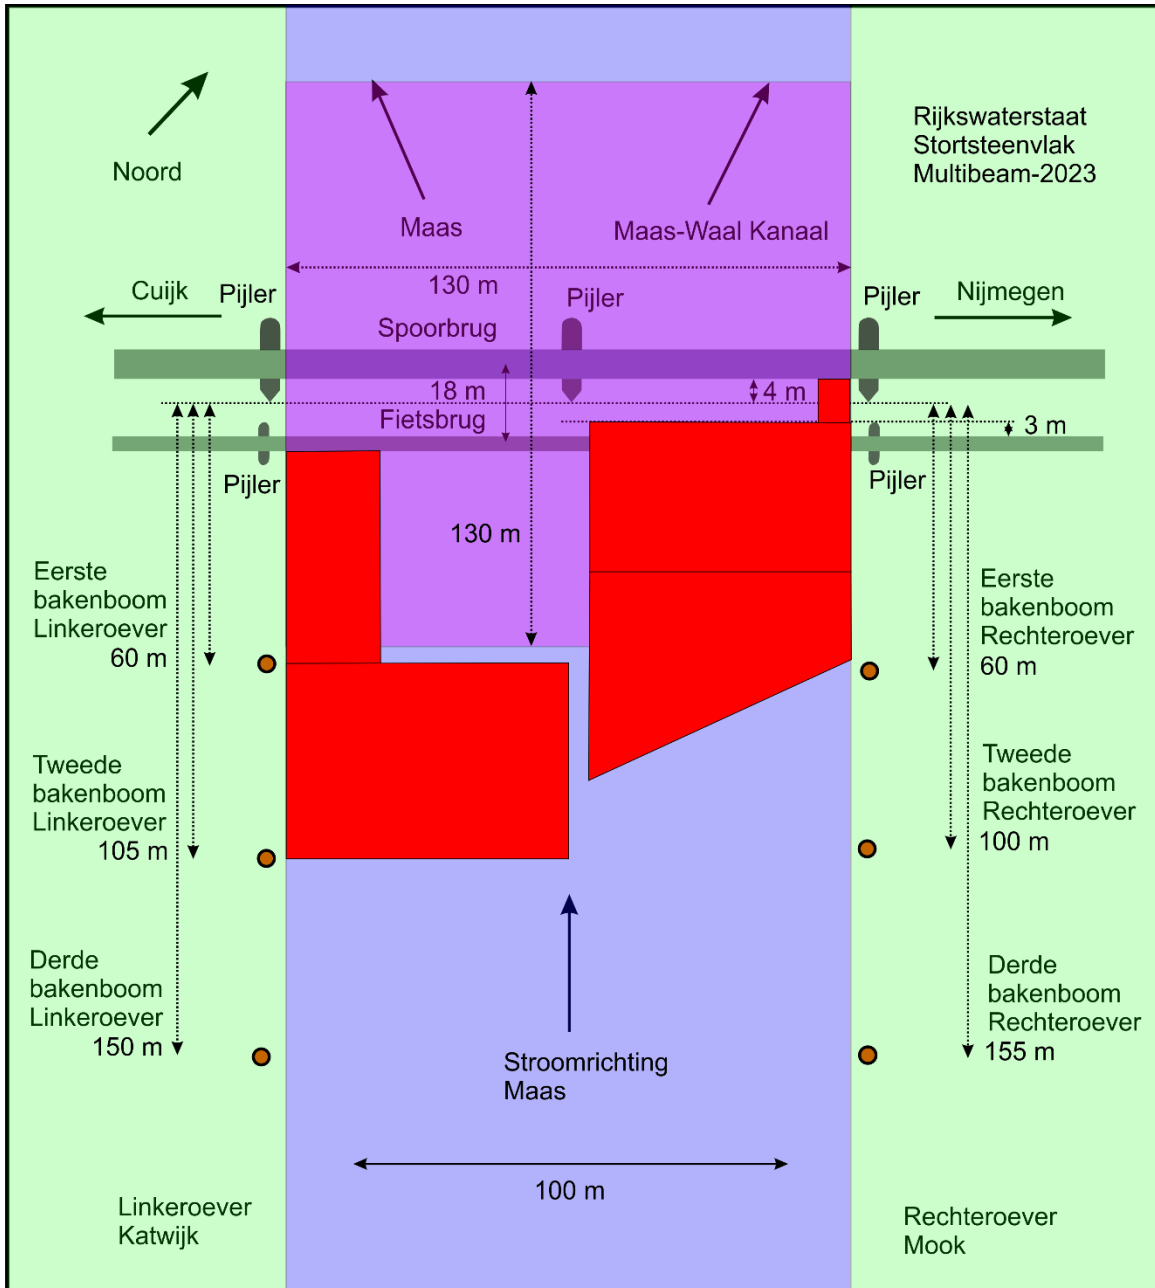 Rijkswaterstaat
Stortsteenvlak
Multibeam-2023
Noord
Maas
Maas-Waal Kanaal
130 m
Cuijk
Pijler
Pijler
Pijler
Nijmegen
Spoorbrug
18 m
4 m
Fietsbrug
3 m
Pijler
Pijler
130 m
Eerste
bakenboom
Linkeroever
60 m
Eerste
bakenboom
Rechteroever
60 m
Tweede
bakenboom
Linkeroever
105 m
Tweede
bakenboom
Rechteroever
100 m
Derde
bakenboom
Linkeroever
150 m
Derde
bakenboom
Rechteroever
155 m
Stroomrichting
Maas
100 m
Linkeroever
Katwijk
Rechteroever
Mook